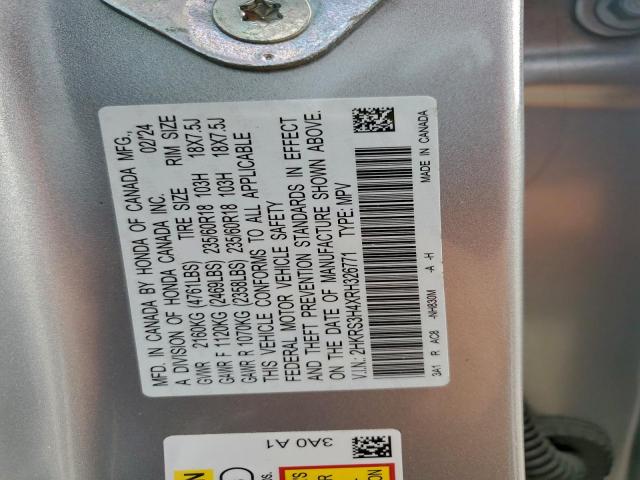 MFD. IN CANADA BY HONDA OF CANADA MFG.,
A DIVISION OF HONDA CANADA INC. 02/24
TIRE SIZE RIM SIZE
GVWR 2160KG (4761LBS)
GAWR F 1120KG (2469LBS) 235/60R18 103H 18X7.5J
GAWR R 1070KG (2358LBS) 235/60R18 103H 18X7.5J
THIS VEHICLE CONFORMS TO ALL APPLICABLE
FEDERAL MOTOR VEHICLE SAFETY
AND THEFT PREVENTION STANDARDS IN EFFECT
ON THE DATE OF MANUFACTURE SHOWN ABOVE.
V.I.N.: 2HKRS3H4XRH326771 TYPE: MPV
3A1 R AC8 -NH830M -A -H MADE IN CANADA
3A0 A1